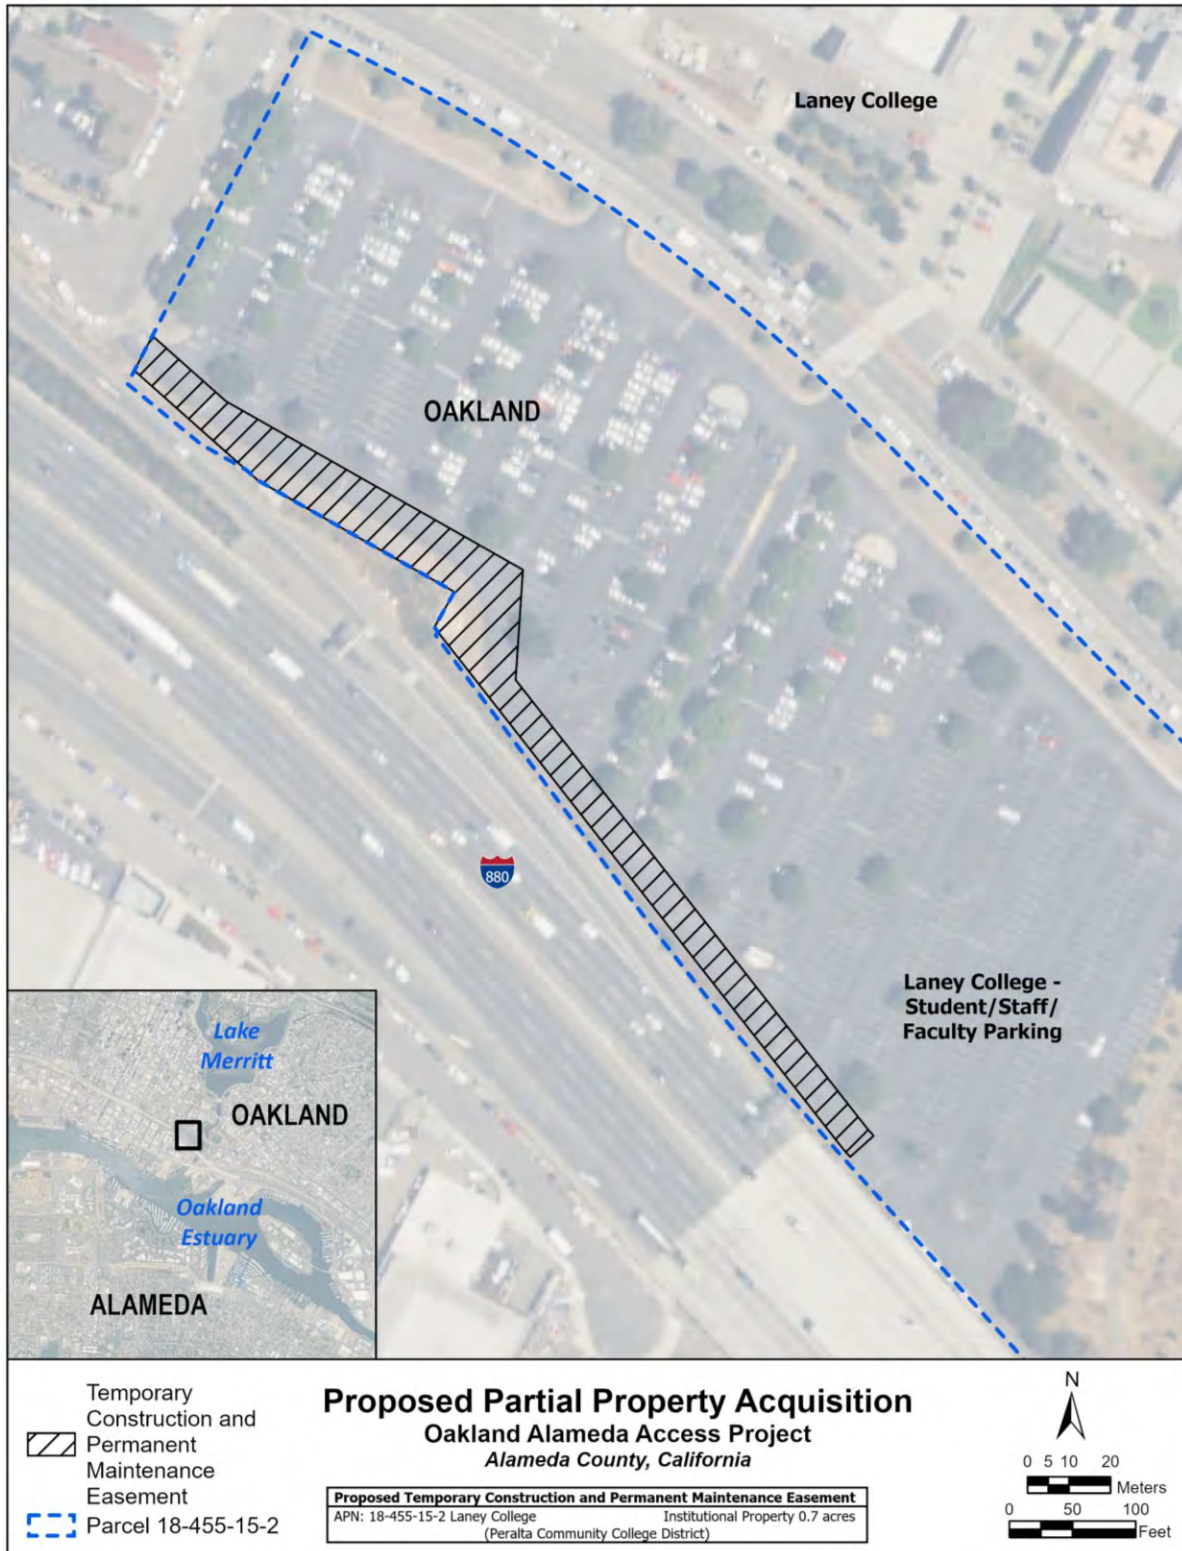 Laney College
OAKLAND
880
Laney College -
Student/Staff/
Faculty Parking
Lake
Merritt
OAKLAND
Oakland
Estuary
ALAMEDA
Temporary
Construction and
Permanent
Maintenance
Easement
Parcel 18-455-15-2
Proposed Partial Property Acquisition
Oakland Alameda Access Project
Alameda County, California
Proposed Temporary Construction and Permanent Maintenance Easement
APN: 18-455-15-2 Laney College Institutional Property 0.7 acres
(Peralta Community College District)
N
0 5 10 20
Meters
0 50 100
Feet